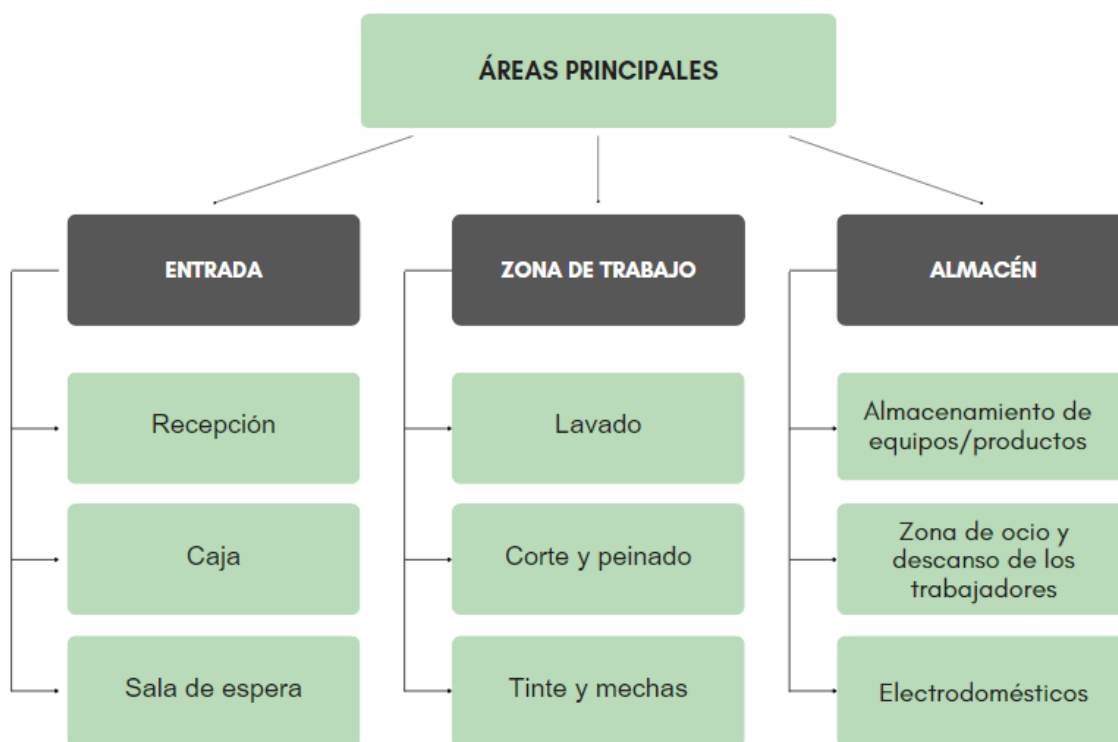 ÁREAS PRINCIPALES
ENTRADA
Recepción
Caja
Sala de espera
ZONA DE TRABAJO
Lavado
Corte y peinado
Tinte y mechas
ALMACÉN
Almacenamiento de
equipos/productos
Zona de ocio y
descanso de los
trabajadores
Electrodomésticos